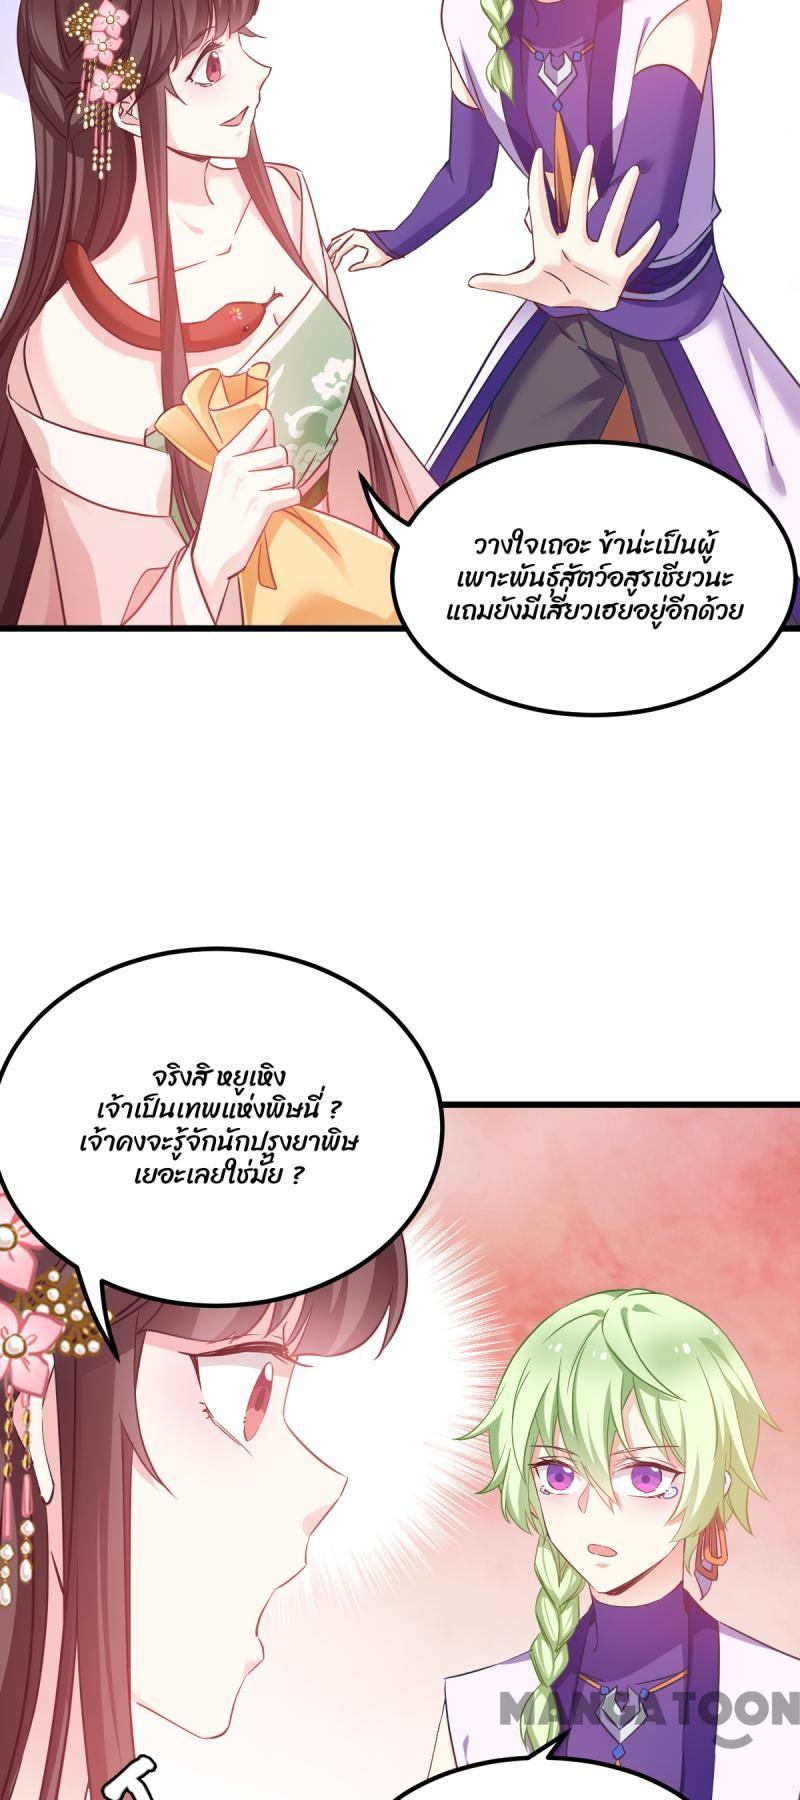 วางใจเถอะ ข้าน่ะเป็นผู้
เพาะพันธุ์สัตว์อสูรเชียวนะ
แถมยังมีเสี่ยวเฮยอยู่อีกด้วย
จริงสิ หยูเหิง
เจ้าเป็นเทพแห่งพิษนี่ ?
เจ้าคงจะรู้จักนักปรุงยาพิษ
เยอะเลยใช่มั้ย ?
MANGATOON